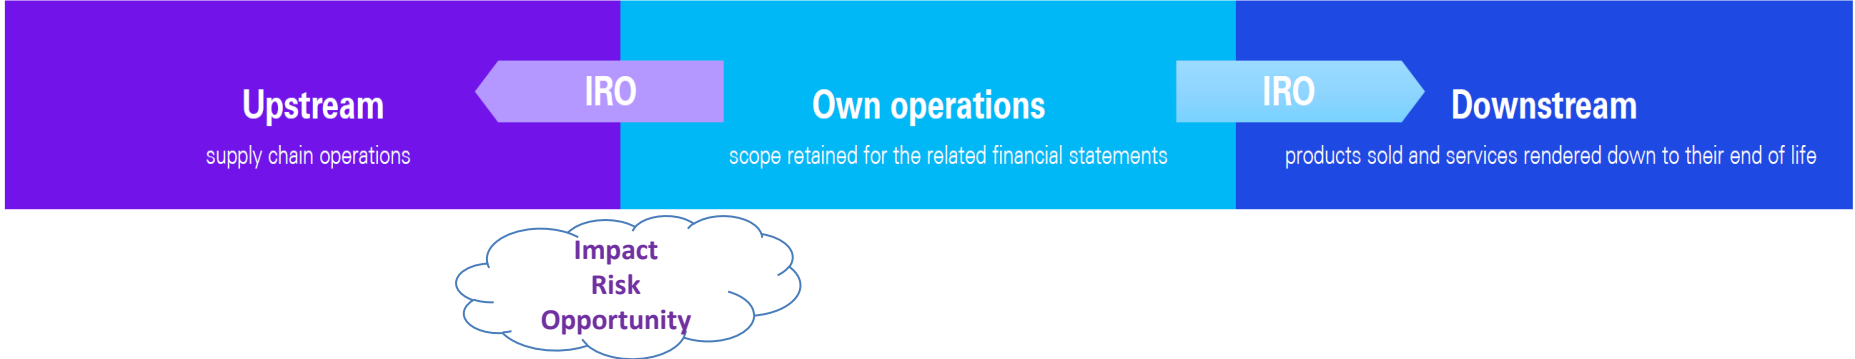 Upstream
supply chain operations
IRO
Own operations
scope retained for the related financial statements
IRO
Downstream
products sold and services rendered down to their end of life
Impact
Risk
Opportunity